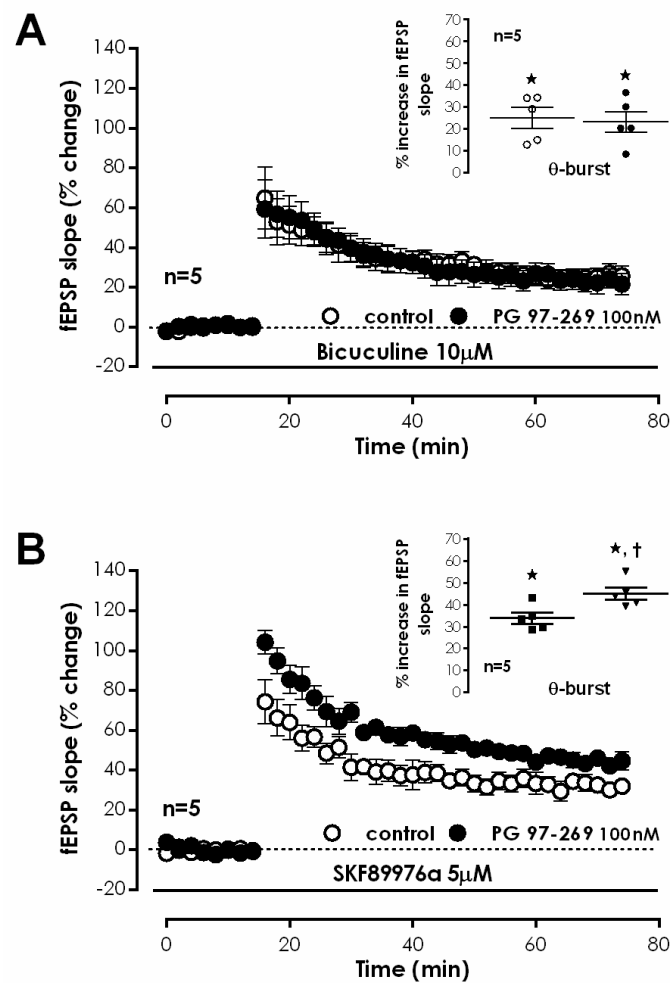 A
fEPSP slope (% change)
140
120
100
80
60
40
20
0
-20
n=5
control
PG 97-269 100nM
Bicuculine 10μM
0
20
40
60
80
Time (min)
% increase in fEPSP
slope
70
60
50
40
30
20
10
0
n=5
★
★
θ-burst
B
fEPSP slope (% change)
140
120
100
80
60
40
20
0
-20
n=5
control
PG 97-269 100nM
SKF89976a 5μM
0
20
40
60
80
Time (min)
% increase in fEPSP
slope
70
60
50
40
30
20
10
0
★
★, †
n=5
θ-burst